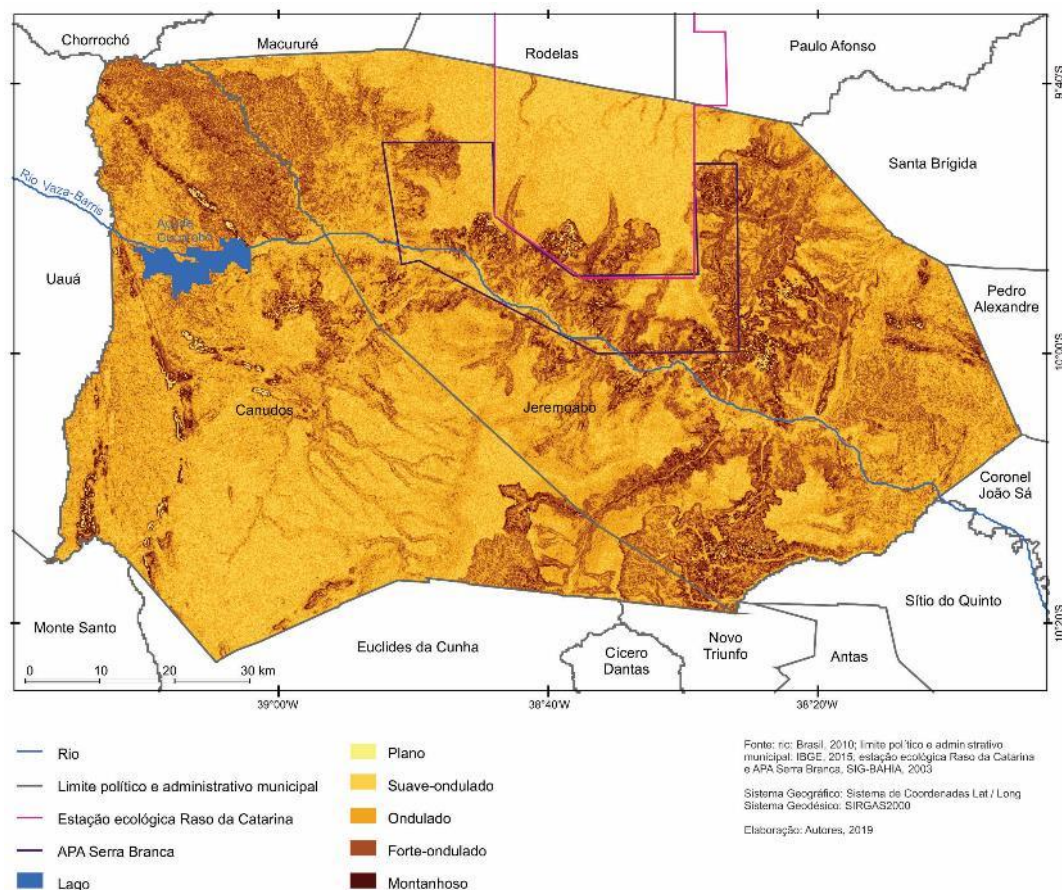 Chorrochó
Macururé
Rodelas
Paulo Afonso
9°40'S
Santa Brígida
Rio Vaza-Barris
Açude
Uauá
Pedro
Alexandre
10°00'S
Canudos
Jeremoabo
Coronel
João Sá
Sítio do Quinto
10°20'S
Monte Santo
Euclides da Cunha
Cícero
Dantas
Novo
Triunfo
Antas
0 10 20 30 km
39°00'W
38°40'W
38°20'W
Rio
Limite político e administrativo municipal
Estação ecológica Raso da Catarina
APA Serra Branca
Lago
Plano
Suave-ondulado
Ondulado
Forte-ondulado
Montanhoso
Fonte: rio: Brasil, 2010; limite político e administrativo
municipal: IBGE, 2015; estação ecológica Raso da Catarina
e APA Serra Branca, SIG-BAHIA, 2003
Sistema Geográfico: Sistema de Coordenadas Lat / Long
Sistema Geodésico: SIRGAS2000
Elaboração: Autores, 2019